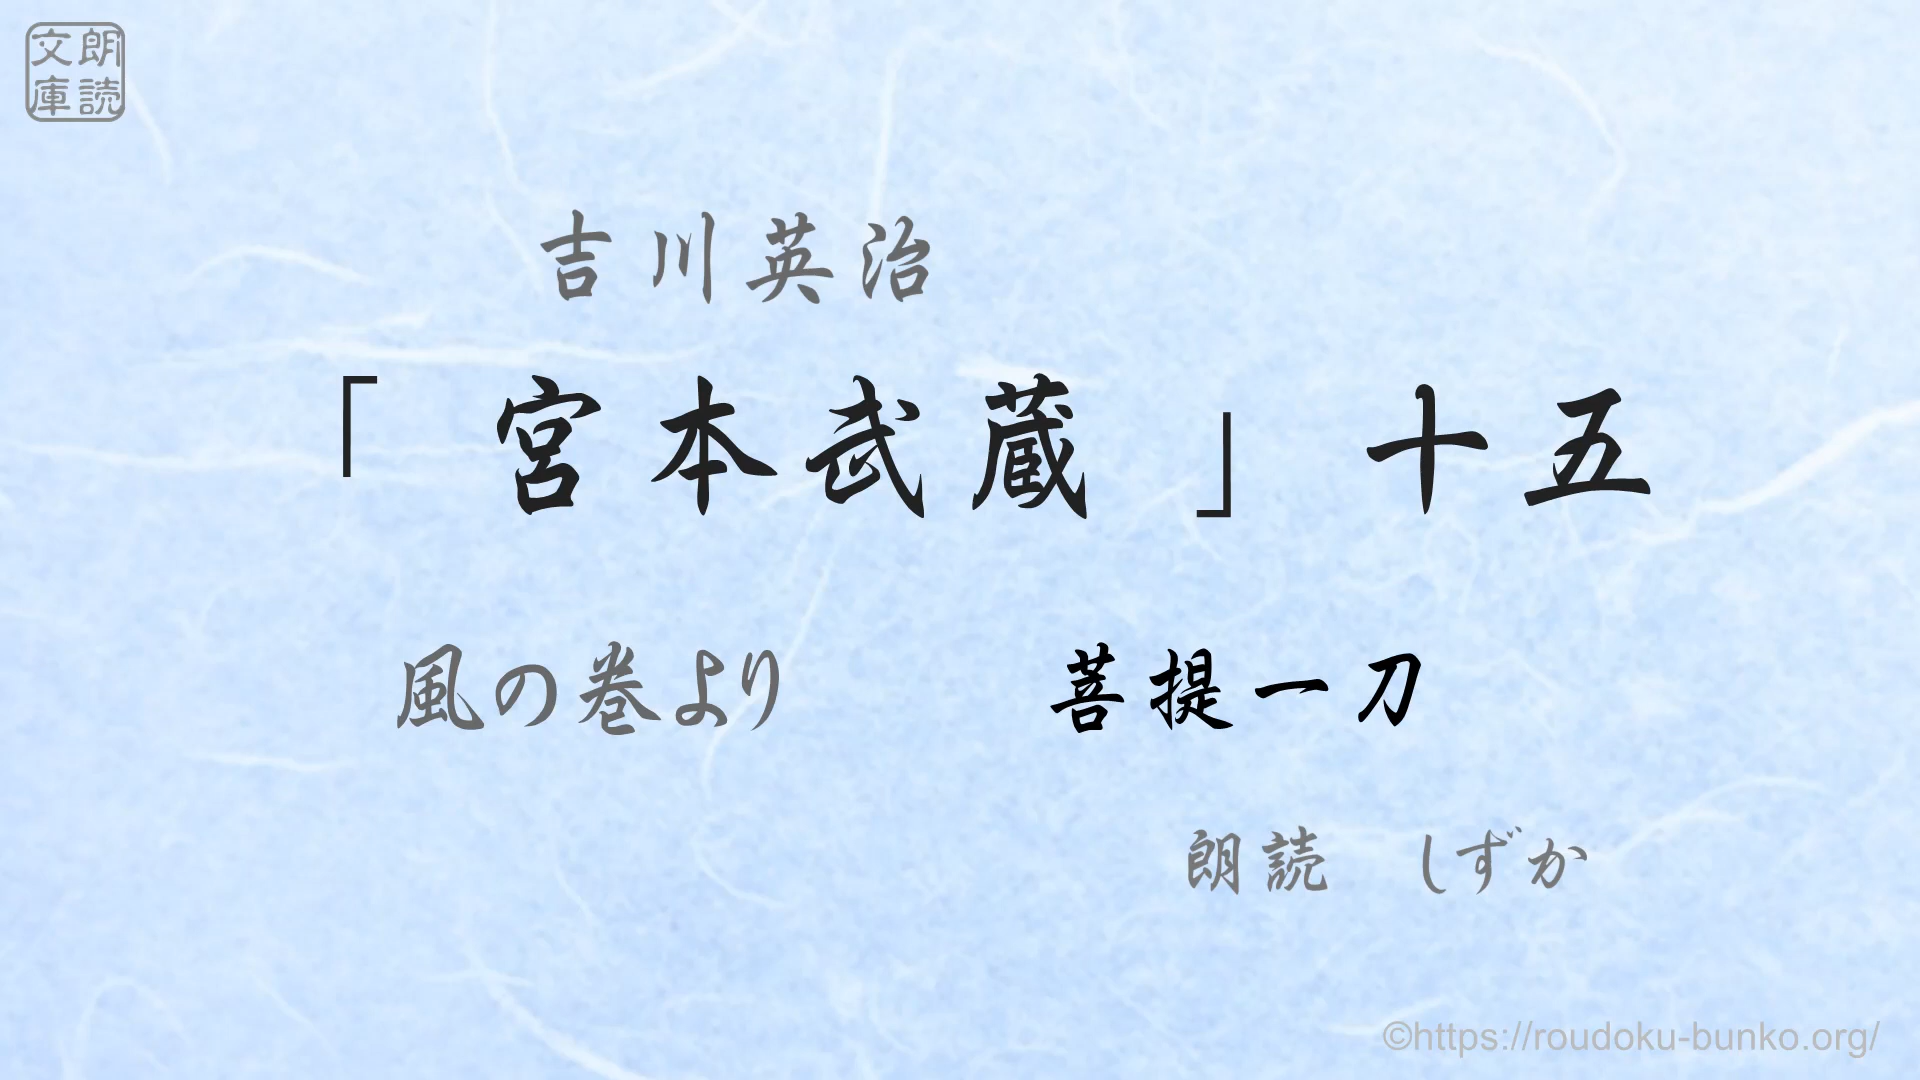 朗読
文庫
吉川英治
「宮本武蔵」十五
風の巻より 菩提一刀
朗読 しずか
©https://roudoku-bunko.org/